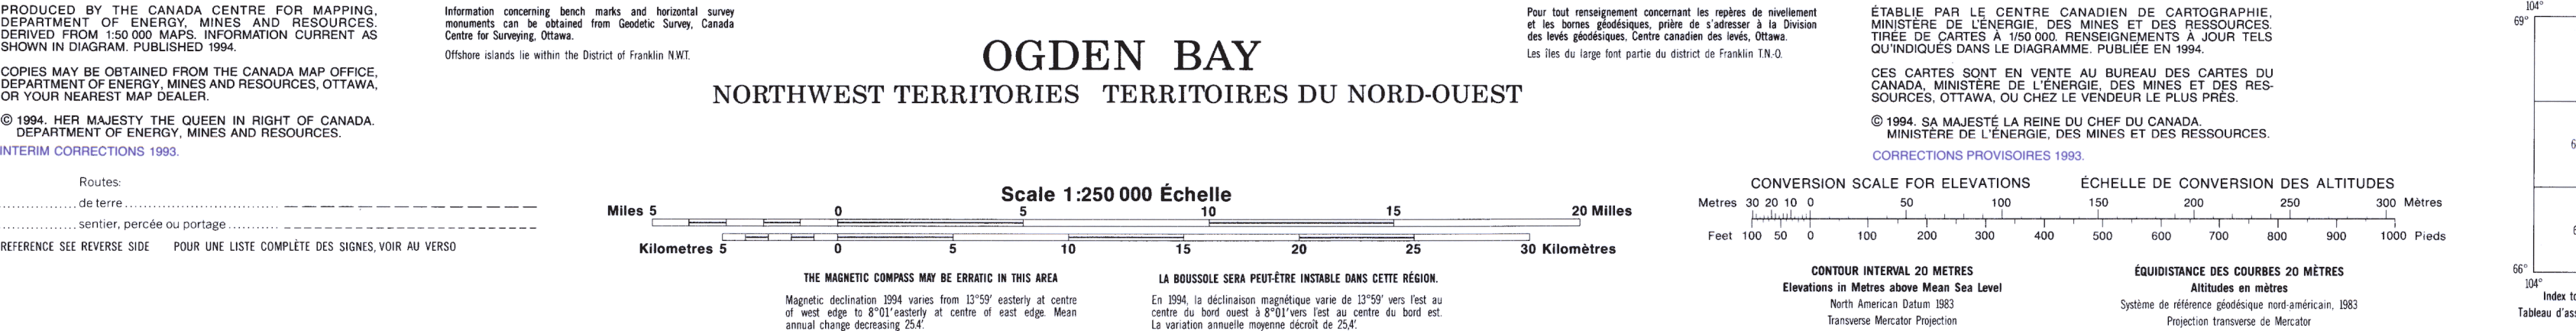 PRODUCED BY THE CANADA CENTRE FOR MAPPING,
DEPARTMENT OF ENERGY, MINES AND RESOURCES.
DERIVED FROM 1:50 000 MAPS. INFORMATION CURRENT AS
SHOWN IN DIAGRAM. PUBLISHED 1994.
COPIES MAY BE OBTAINED FROM THE CANADA MAP OFFICE,
DEPARTMENT OF ENERGY, MINES AND RESOURCES, OTTAWA,
OR YOUR NEAREST MAP DEALER.
© 1994. HER MAJESTY THE QUEEN IN RIGHT OF CANADA.
DEPARTMENT OF ENERGY, MINES AND RESOURCES.
INTERIM CORRECTIONS 1993.
Routes:
de terre
sentier, percée ou portage
REFERENCE SEE REVERSE SIDE POUR UNE LISTE COMPLÈTE DES SIGNES, VOIR AU VERSO
Information concerning bench marks and horizontal survey
monuments can be obtained from Geodetic Survey, Canada
Centre for Surveying, Ottawa.
Offshore islands lie within the District of Franklin N.W.T.
OGDEN BAY
NORTHWEST TERRITORIES TERRITOIRES DU NORD-OUEST
Scale 1:250 000 Échelle
Miles 5 0 5 10 15 20 Milles
Kilometres 5 0 5 10 15 20 25 30 Kilomètres
THE MAGNETIC COMPASS MAY BE ERRATIC IN THIS AREA
Magnetic declination 1994 varies from 13°59' easterly at centre
of west edge to 8°01' easterly at centre of east edge. Mean
annual change decreasing 25.4'.
LA BOUSSOLE SERA PEUT-ÊTRE INSTABLE DANS CETTE RÉGION.
En 1994, la déclinaison magnétique varie de 13°59' vers l'est au
centre du bord ouest à 8°01' vers l'est au centre du bord est.
La variation annuelle moyenne décroît de 25,4'.
Pour tout renseignement concernant les repères de nivellement
et les bornes géodésiques, prière de s'adresser à la Division
des levés géodésiques, Centre canadien des levés, Ottawa.
Les îles du large font partie du district de Franklin T.N.-O.
ÉTABLIE PAR LE CENTRE CANADIEN DE CARTOGRAPHIE,
MINISTÈRE DE L'ÉNERGIE, DES MINES ET DES RESSOURCES.
TIRÉE DE CARTES À 1/50 000. RENSEIGNEMENTS À JOUR TELS
QU'INDIQUÉS DANS LE DIAGRAMME. PUBLIÉE EN 1994.
CES CARTES SONT EN VENTE AU BUREAU DES CARTES DU
CANADA, MINISTÈRE DE L'ÉNERGIE, DES MINES ET DES RES-
SOURCES, OTTAWA, OU CHEZ LE VENDEUR LE PLUS PRÈS.
© 1994. SA MAJESTÉ LA REINE DU CHEF DU CANADA.
MINISTÈRE DE L'ÉNERGIE, DES MINES ET DES RESSOURCES.
CORRECTIONS PROVISOIRES 1993.
CONVERSION SCALE FOR ELEVATIONS ÉCHELLE DE CONVERSION DES ALTITUDES
Metres 30 20 10 0 50 100 150 200 250 300 Mètres
Feet 100 50 0 100 200 300 400 500 600 700 800 900 1000 Pieds
CONTOUR INTERVAL 20 METRES
Elevations in Metres above Mean Sea Level
North American Datum 1983
Transverse Mercator Projection
ÉQUIDISTANCE DES COURBES 20 MÈTRES
Altitudes en mètres
Système de référence géodésique nord-américain, 1983
Projection transverse de Mercator
104°
69°
66°
104°
Index
Tableau